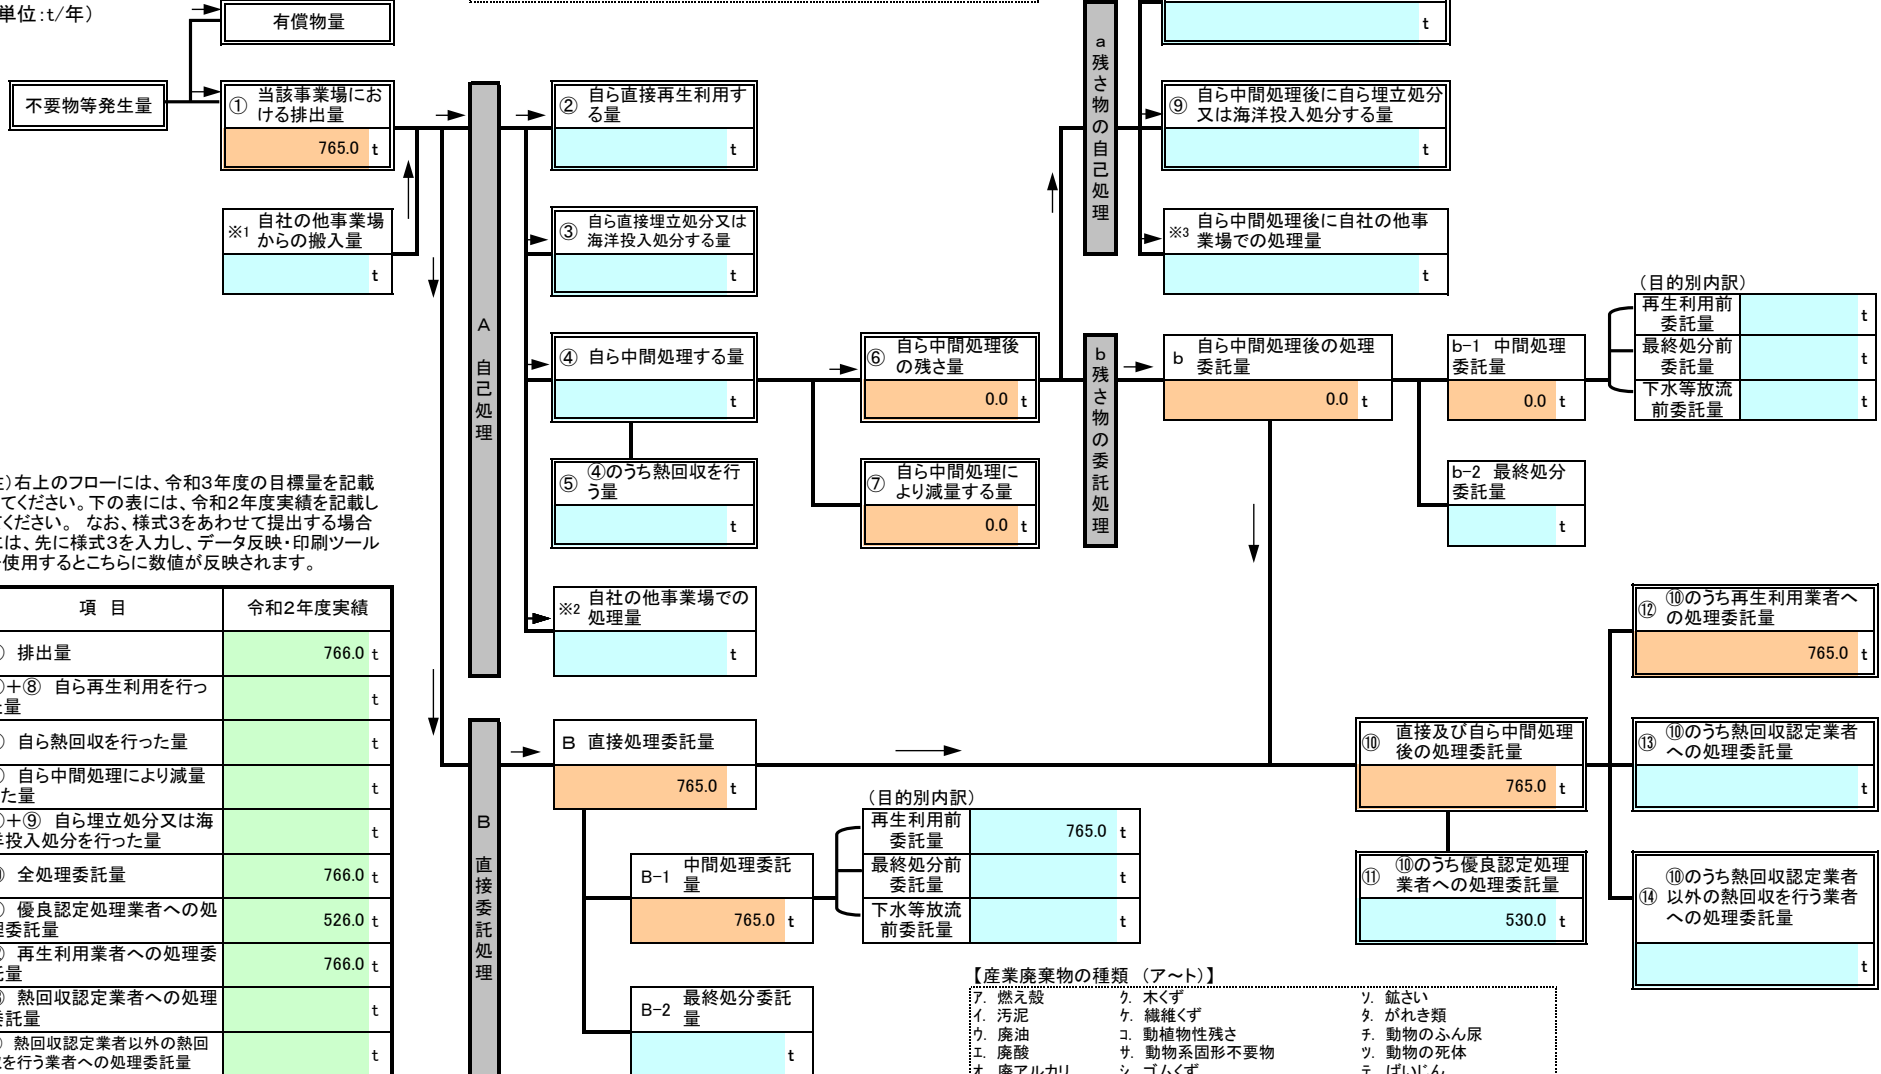 単位:t/年)
有償物量
不要物等発生量
① 当該事業場にお
ける排出量
765.0 t
※1 自社の他事業場
からの搬入量
t
A 自己処理
② 自ら直接再生利用す
る量
t
③ 自ら直接埋立処分又は
海洋投入処分する量
t
④ 自ら中間処理する量
t
⑤ ④のうち熱回収を行
う量
t
※2 自社の他事業場での
処理量
t
⑥ 自ら中間処理後
の残さ量
0.0 t
⑦ 自ら中間処理に
より減量する量
0.0 t
a 残さ物の自己処理
t
⑨ 自ら中間処理後に自ら埋立処分
又は海洋投入処分する量
t
※3 自ら中間処理後に自社の他事
業場での処理量
t
b 残さ物の委託処理
b 自ら中間処理後の処理
委託量
0.0 t
b-1 中間処理
委託量
0.0 t
b-2 最終処分
委託量
t
(目的別内訳)
再生利用前
委託量
t
最終処分前
委託量
t
下水等放流
前委託量
t
)右上のフローには、令和3年度の目標量を記載
てください。下の表には、令和2年度実績を記載し
ください。 なお、様式3をあわせて提出する場合
は、先に様式3を入力し、データ反映・印刷ツール
使用するとこちらに数値が反映されます。
項 目 令和2年度実績
) 排出量 766.0 t
)+⑧ 自ら再生利用を行っ
量
t
) 自ら熱回収を行った量 t
) 自ら中間処理により減量
た量
t
)+⑨ 自ら埋立処分又は海
投入処分を行った量
t
) 全処理委託量 766.0 t
) 優良認定処理業者への処
理委託量
526.0 t
) 再生利用業者への処理委
量
766.0 t
) 熱回収認定業者への処理
委託量
t
) 熱回収認定業者以外の熱回
を行う業者への処理委託量
t
B 直接委託処理
B 直接処理委託量
765.0 t
B-1 中間処理委託
量
765.0 t
B-2 最終処分委託
量
t
(目的別内訳)
再生利用前
委託量
765.0 t
最終処分前
委託量
t
下水等放流
前委託量
t
⑩ 直接及び自ら中間処理
後の処理委託量
765.0 t
⑪ ⑩のうち優良認定処理
業者への処理委託量
530.0 t
⑫ ⑩のうち再生利用業者へ
の処理委託量
765.0 t
⑬ ⑩のうち熱回収認定業者
への処理委託量
t
⑭ ⑩のうち熱回収認定業者
以外の熱回収を行う業者
への処理委託量
t
【産業廃棄物の種類 (ア~ト)】
ア. 燃え殻 ク. 木くず ソ. 鉱さい
イ. 汚泥 ケ. 繊維くず タ. がれき類
ウ. 廃油 コ. 動植物性残さ チ. 動物のふん尿
エ. 廃酸 サ. 動物系固形不要物 ツ. 動物の死体
オ. 廃アルカリ シ. ゴムくず テ. ばいじん